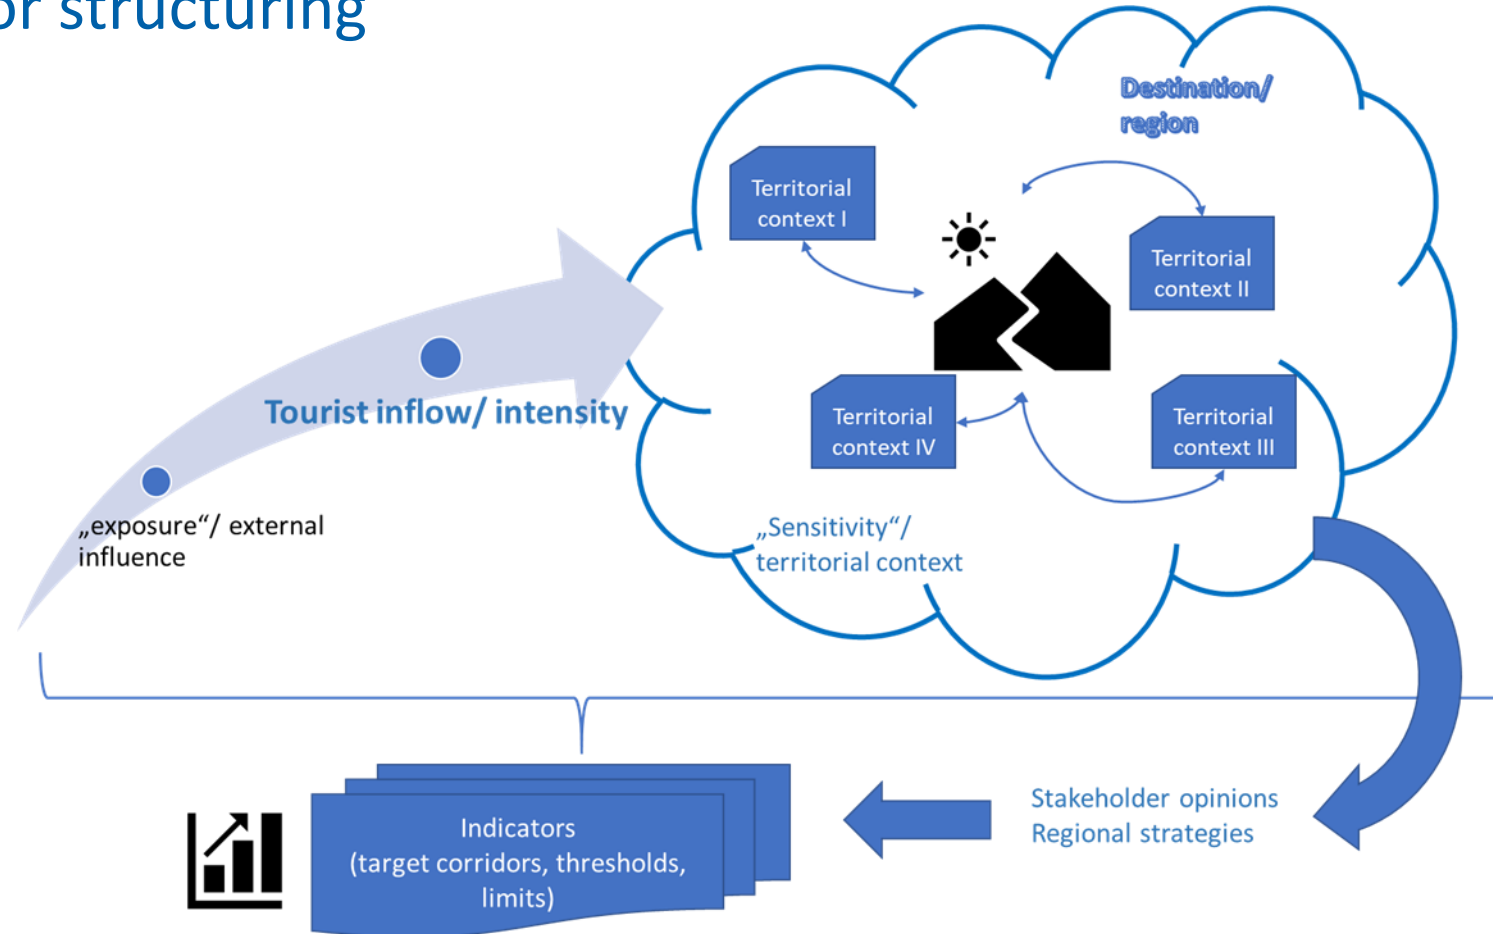 or structuring
Destination/
region
Territorial
context I
Territorial
context II
Tourist inflow/ intensity
Territorial
context IV
Territorial
context III
„exposure“/ external
influence
„Sensitivity“/
territorial context
Stakeholder opinions
Regional strategies
Indicators
(target corridors, thresholds,
limits)